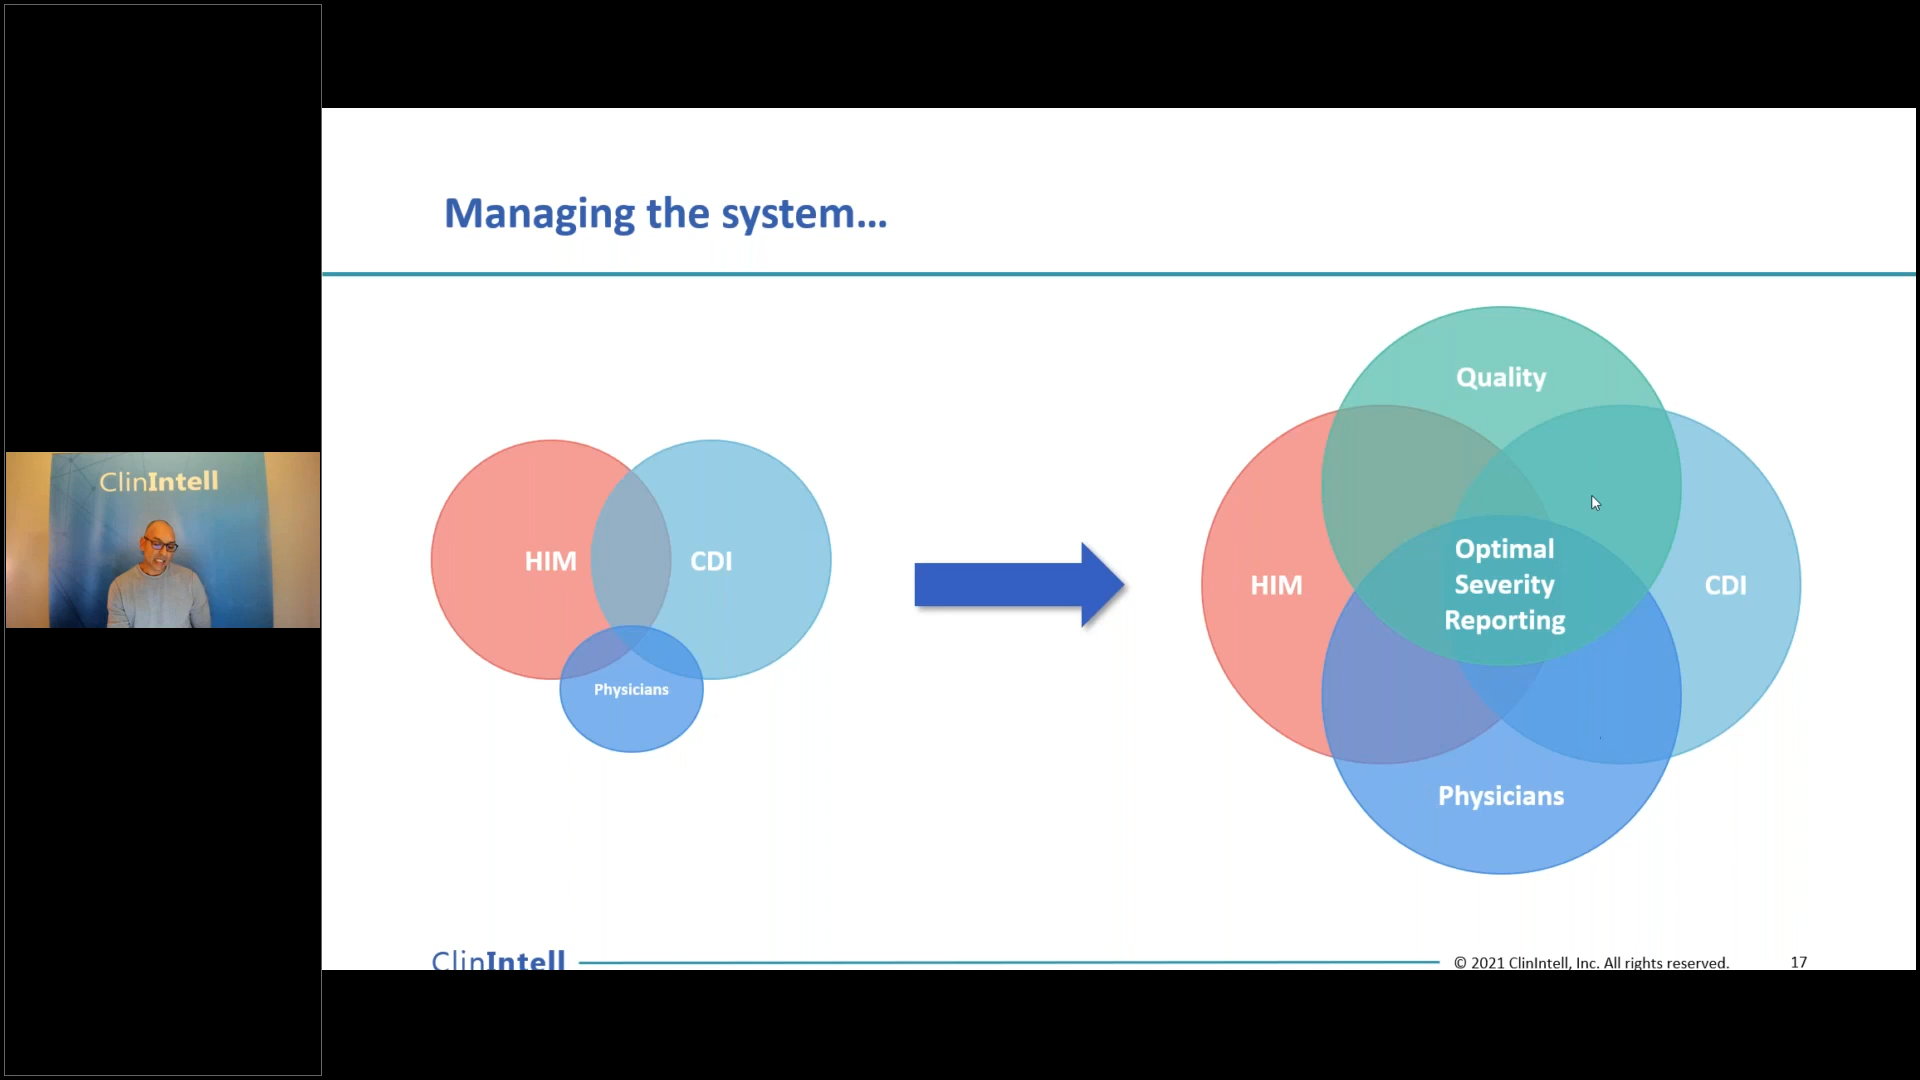 ClinIntell
Managing the system...
HIM
CDI
Physicians
Quality
HIM
Optimal
Severity
Reporting
CDI
Physicians
ClinIntell
© 2021 ClinIntell, Inc. All rights reserved.
17